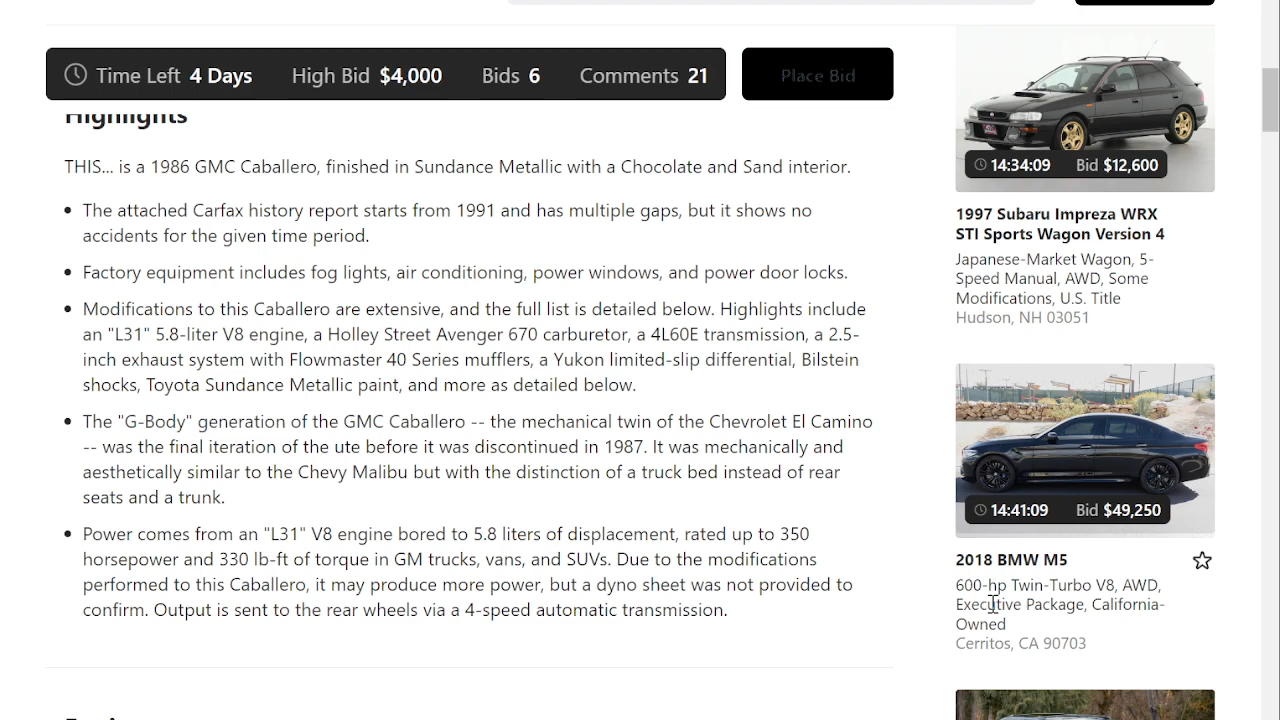 Time Left 4 Days High Bid $4,000 Bids 6 Comments 21 Place Bid
Highlights
THIS... is a 1986 GMC Caballero, finished in Sundance Metallic with a Chocolate and Sand interior.
• The attached Carfax history report starts from 1991 and has multiple gaps, but it shows no
accidents for the given time period.
• Factory equipment includes fog lights, air conditioning, power windows, and power door locks.
• Modifications to this Caballero are extensive, and the full list is detailed below. Highlights include
an "L31" 5.8-liter V8 engine, a Holley Street Avenger 670 carburetor, a 4L60E transmission, a 2.5-
inch exhaust system with Flowmaster 40 Series mufflers, a Yukon limited-slip differential, Bilstein
shocks, Toyota Sundance Metallic paint, and more as detailed below.
• The "G-Body" generation of the GMC Caballero -- the mechanical twin of the Chevrolet El Camino
-- was the final iteration of the ute before it was discontinued in 1987. It was mechanically and
aesthetically similar to the Chevy Malibu but with the distinction of a truck bed instead of rear
seats and a trunk.
• Power comes from an "L31" V8 engine bored to 5.8 liters of displacement, rated up to 350
horsepower and 330 lb-ft of torque in GM trucks, vans, and SUVs. Due to the modifications
performed to this Caballero, it may produce more power, but a dyno sheet was not provided to
confirm. Output is sent to the rear wheels via a 4-speed automatic transmission.
14:34:09 Bid $12,600
1997 Subaru Impreza WRX
STI Sports Wagon Version 4
Japanese-Market Wagon, 5-
Speed Manual, AWD, Some
Modifications, U.S. Title
Hudson, NH 03051
14:41:09 Bid $49,250
2018 BMW M5
600-hp Twin-Turbo V8, AWD,
Executive Package, California-
Owned
Cerritos, CA 90703